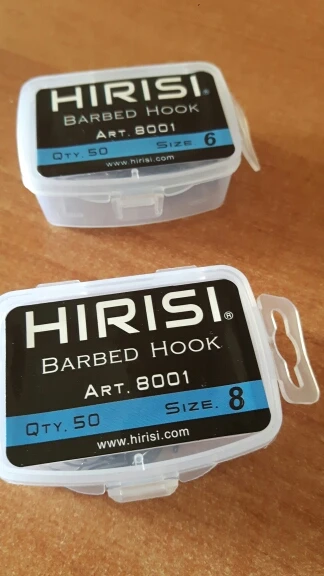 HIRISI®
BARBED HOOK
ART. 8001
QTY. 50 SIZE 6
www.hirisi.com
HIRISI®
BARBED HOOK
ART. 8001
QTY. 50 SIZE. 8
www.hirisi.com